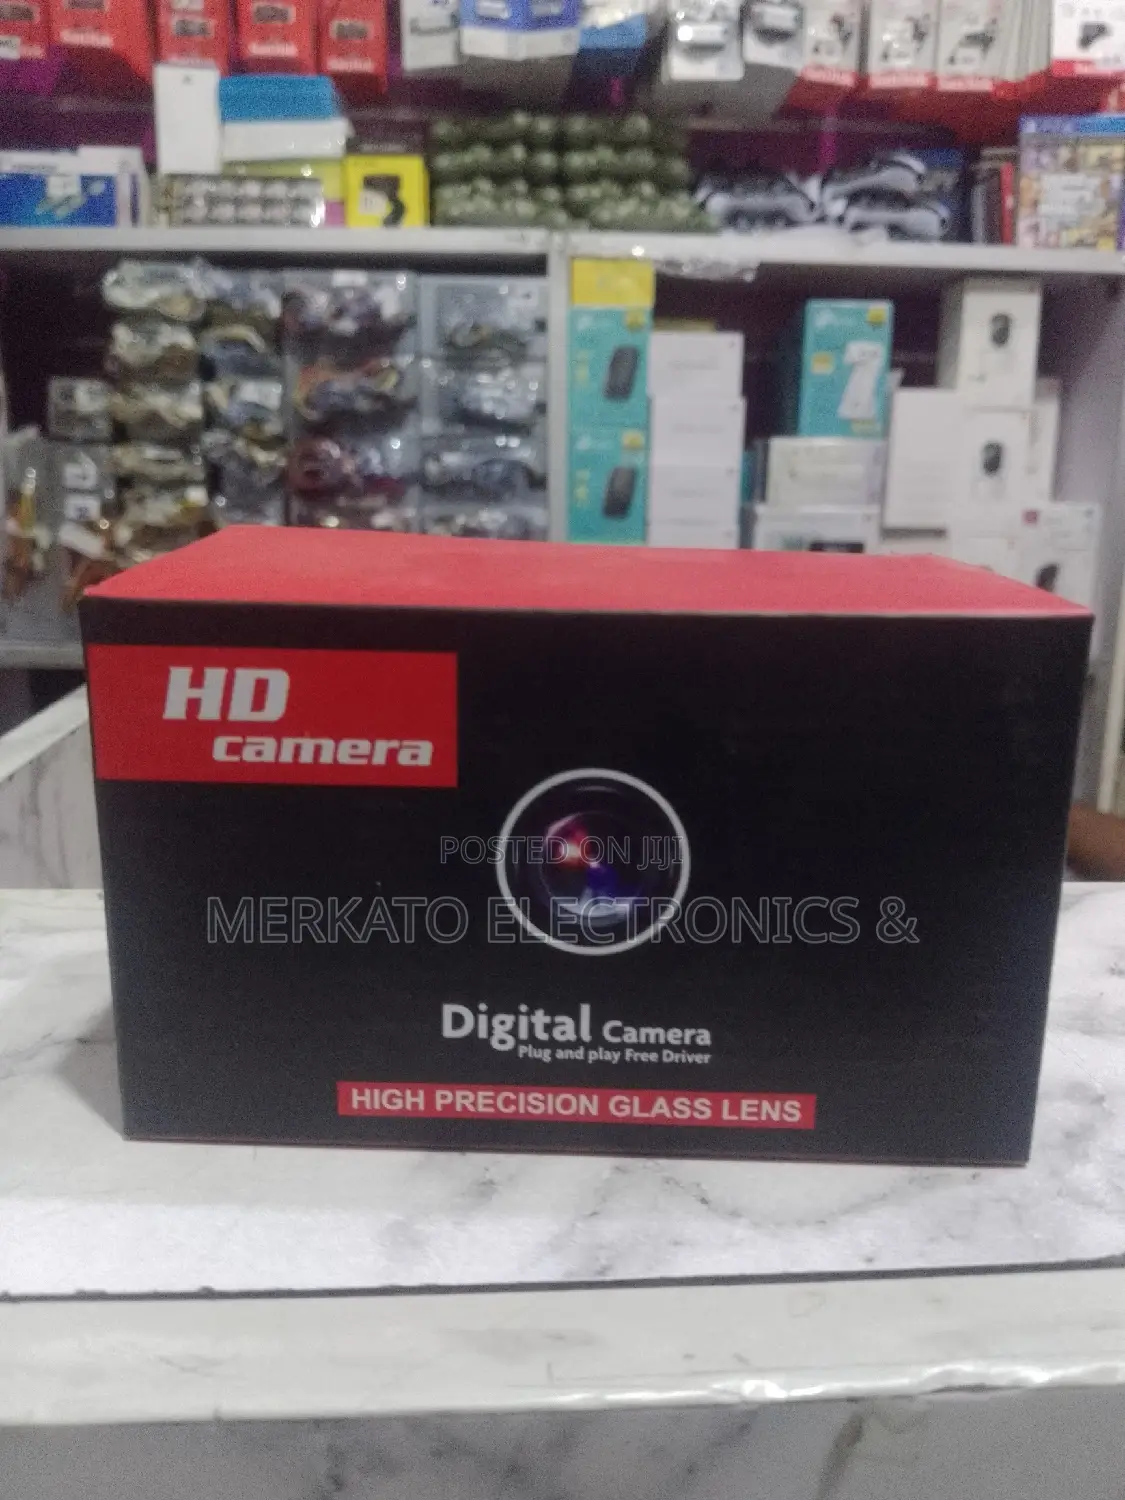 HD
camera
POSTED ON JIJI
MERKATO ELECTRONICS &
Digital Camera
Plug and play Free Driver
HIGH PRECISION GLASS LENS